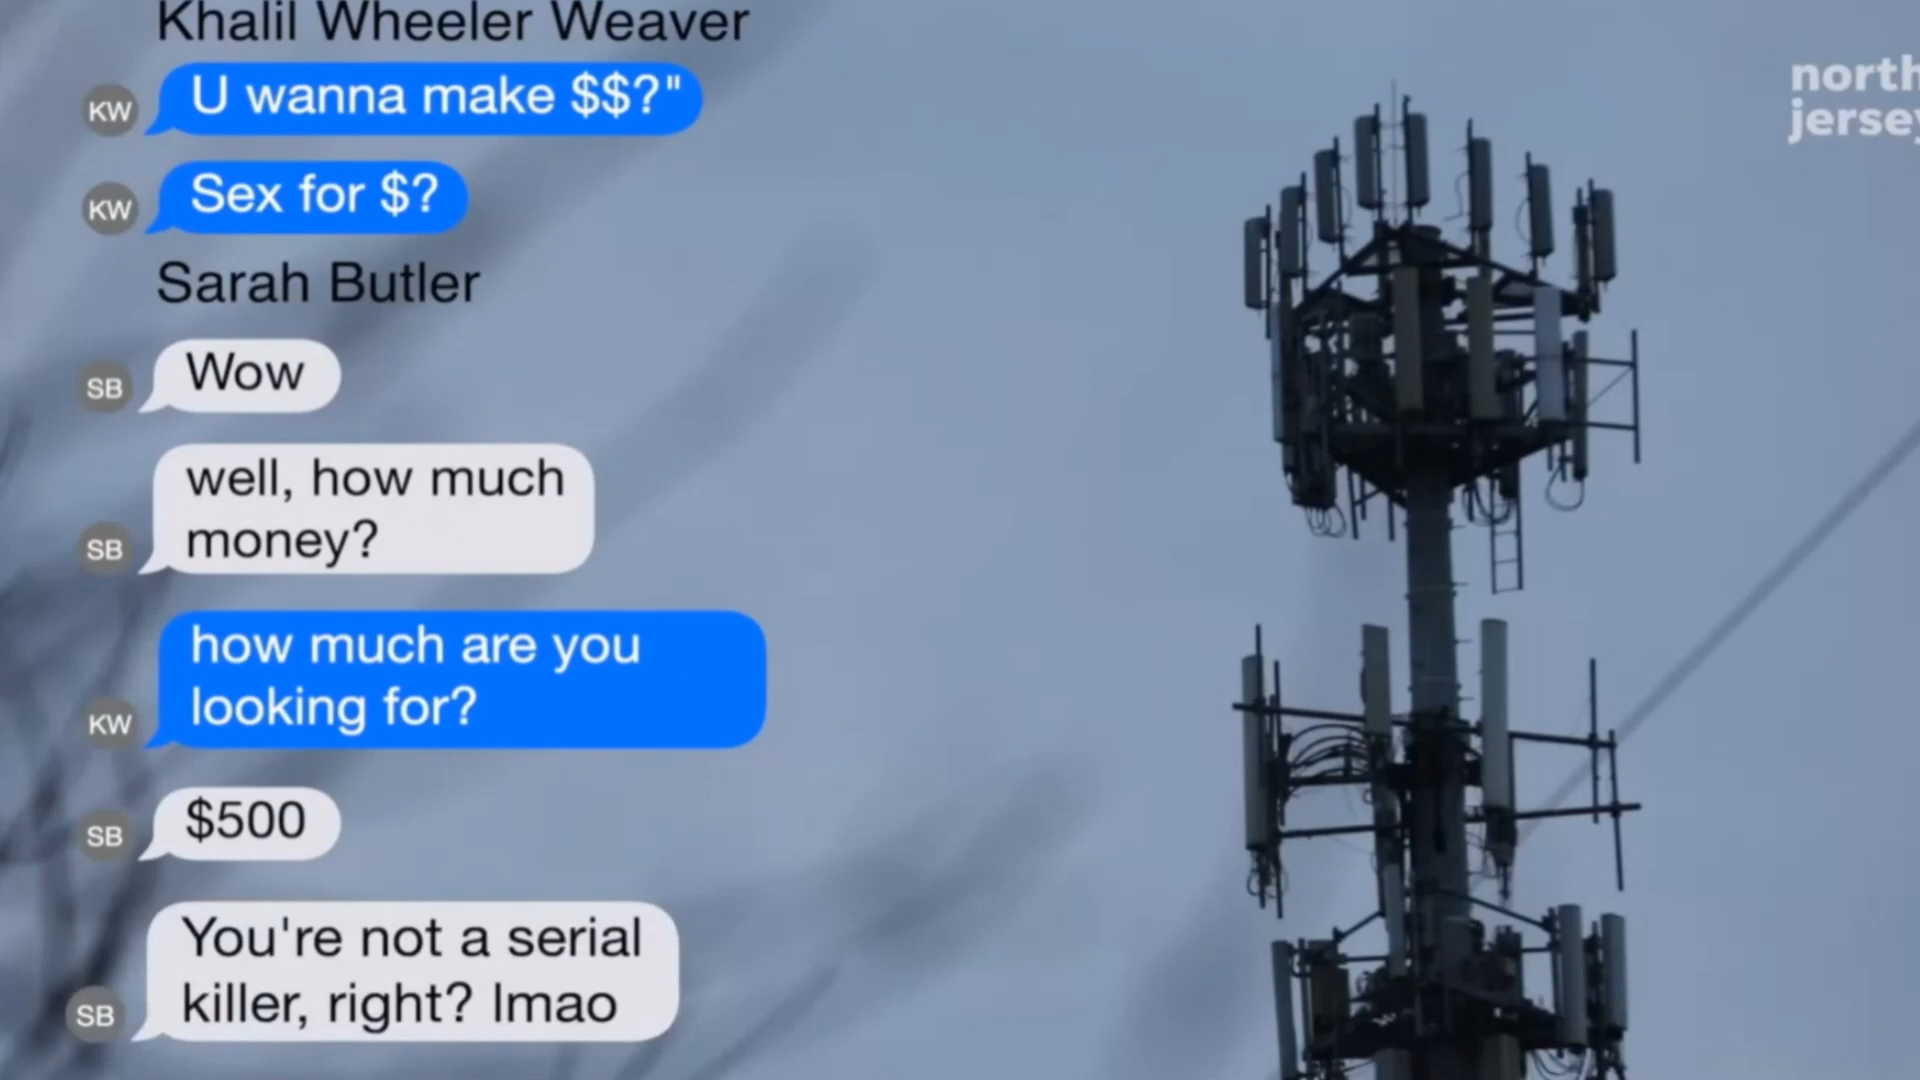 Khalil Wheeler Weaver
KW
U wanna make $$?"
KW
Sex for $?
Sarah Butler
SB
Wow
SB
well, how much
money?
KW
how much are you
looking for?
SB
$500
SB
You're not a serial
killer, right? lmao
north
jersey